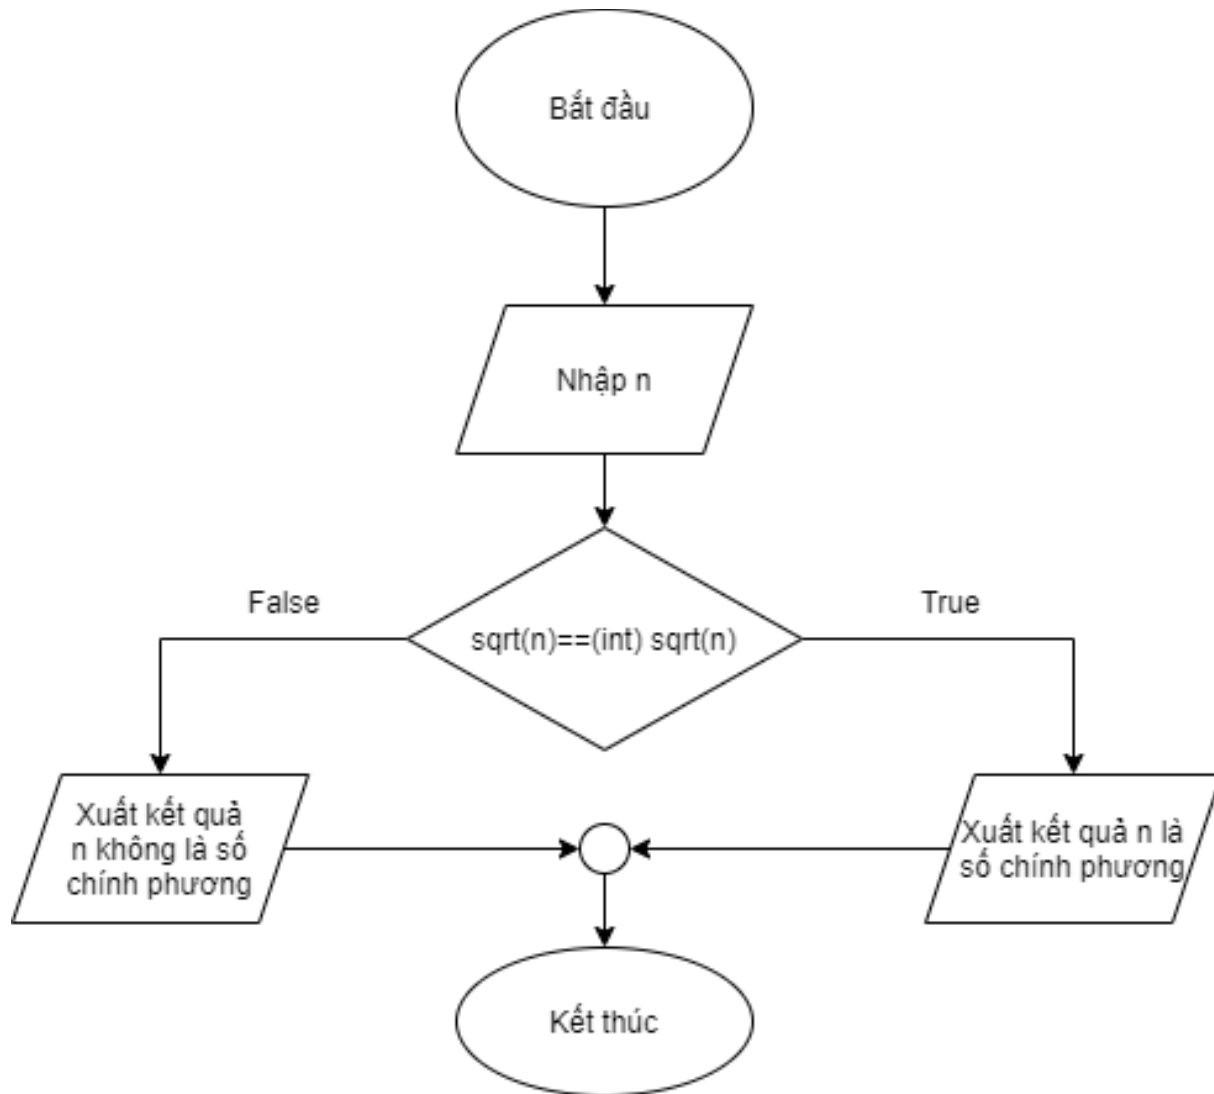 Bắt đầu
Nhập n
False
True
sqrt(n)==(int) sqrt(n)
Xuất kết quả
n không là số
chính phương
Xuất kết quả n là
số chính phương
Kết thúc